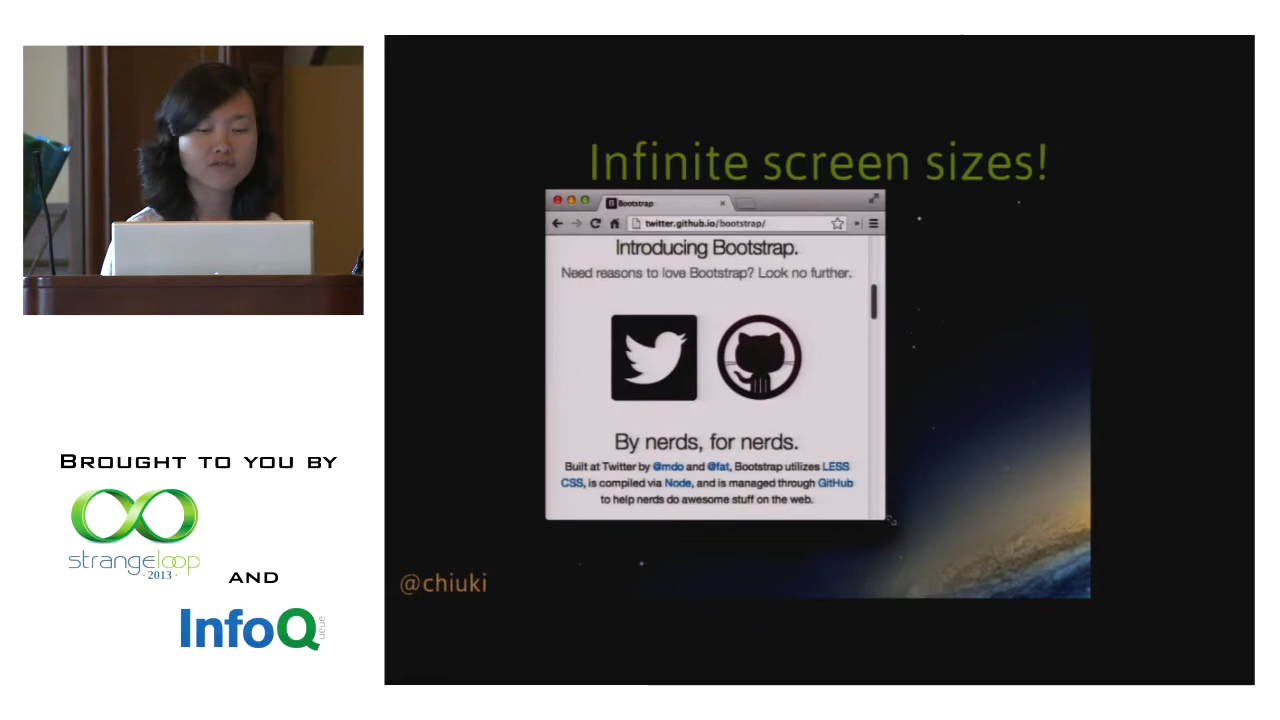 Infinite screen sizes!
Bootstrap
twitter.github.io/bootstrap/
Introducing Bootstrap.
Need reasons to love Bootstrap? Look no further.
By nerds, for nerds.
Built at Twitter by @mdo and @fat, Bootstrap utilizes LESS
CSS, is compiled via Node, and is managed through GitHub
to help nerds do awesome stuff on the web.
@chiuki
BROUGHT TO YOU BY
strangeloop
·2013·
AND
InfoQ
ueue